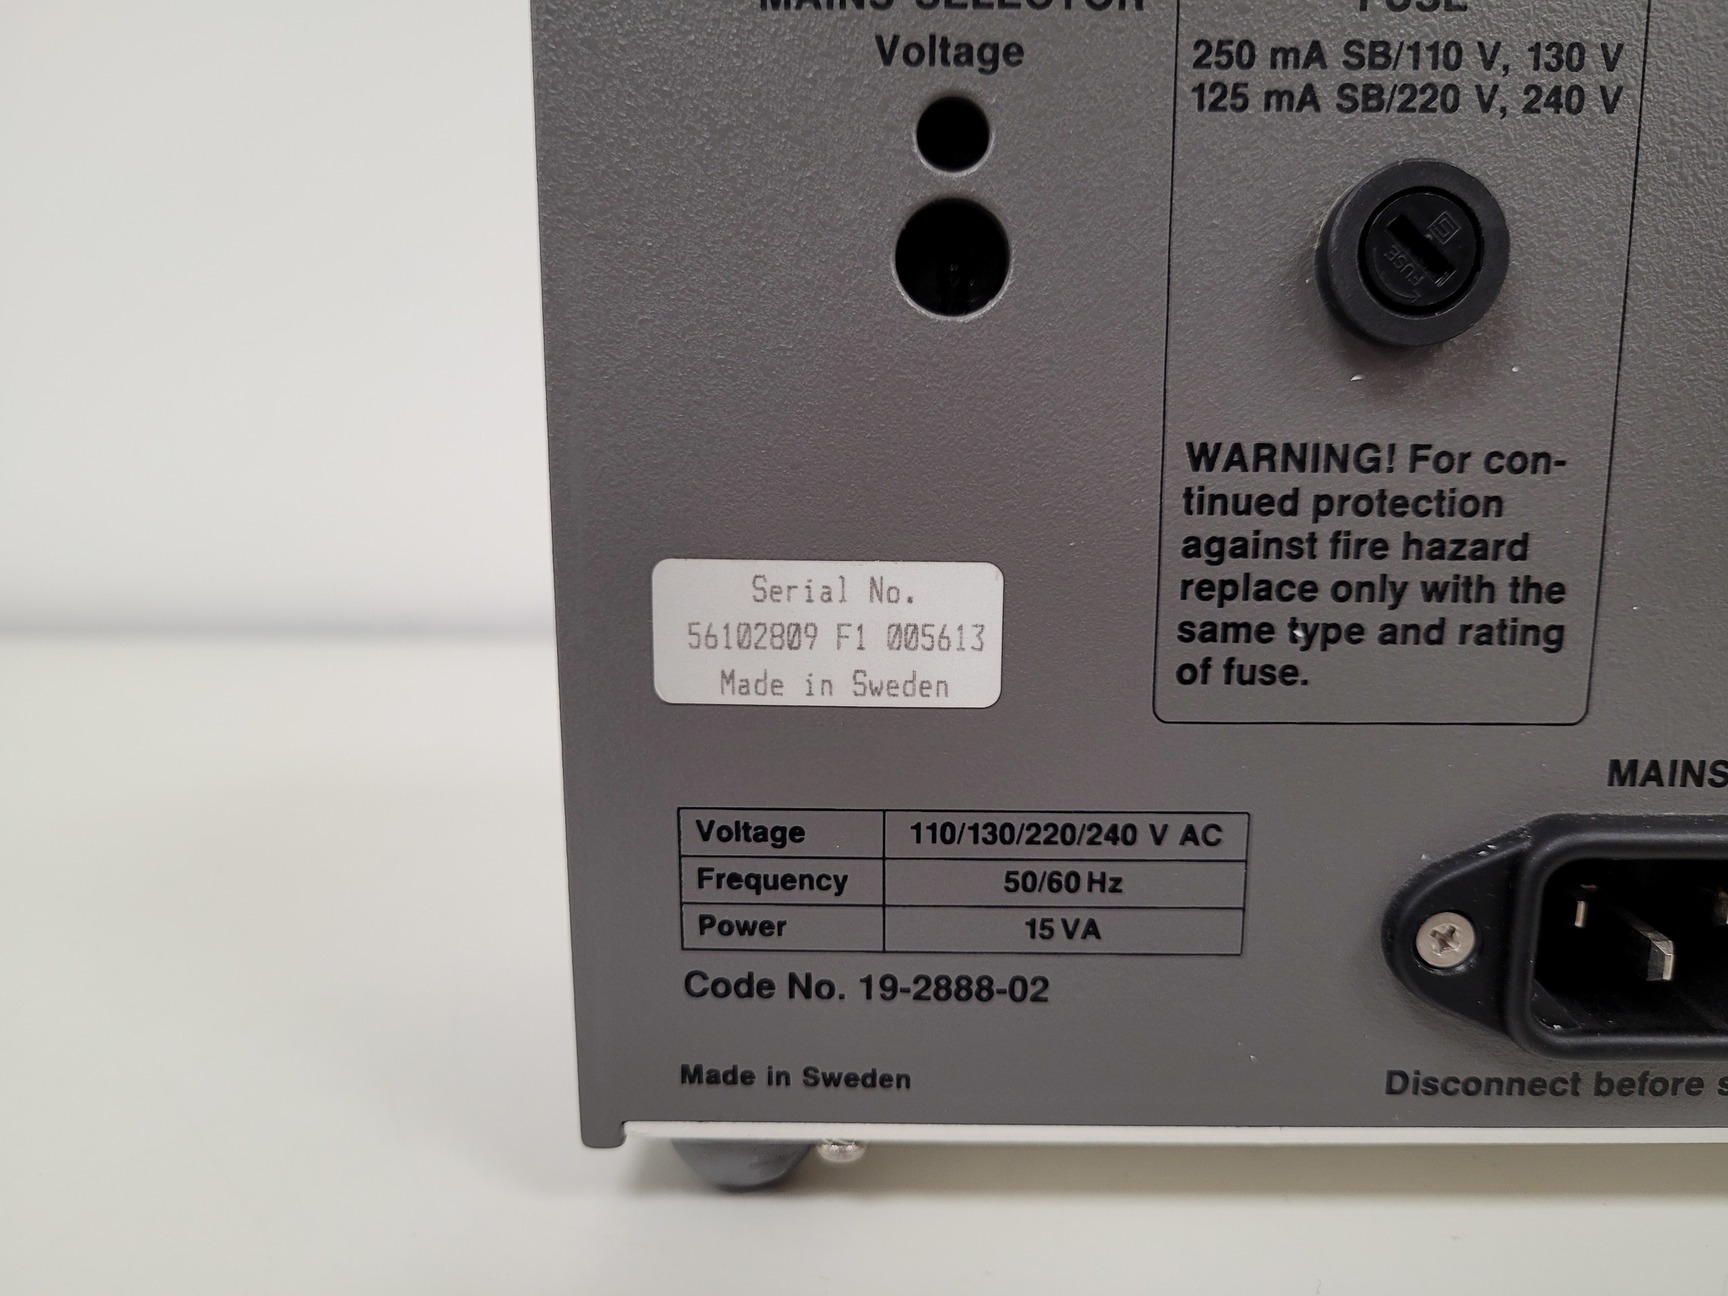 MAINS SELECTOR
Voltage
FUSE
250 mA SB/110 V, 130 V
125 mA SB/220 V, 240 V
FUSE
WARNING! For con-
tinued protection
against fire hazard
replace only with the
same type and rating
of fuse.
Serial No.
56102809 F1 005613
Made in Sweden
Voltage 110/130/220/240 V AC
Frequency 50/60 Hz
Power 15 VA
Code No. 19-2888-02
Made in Sweden
MAINS
Disconnect before